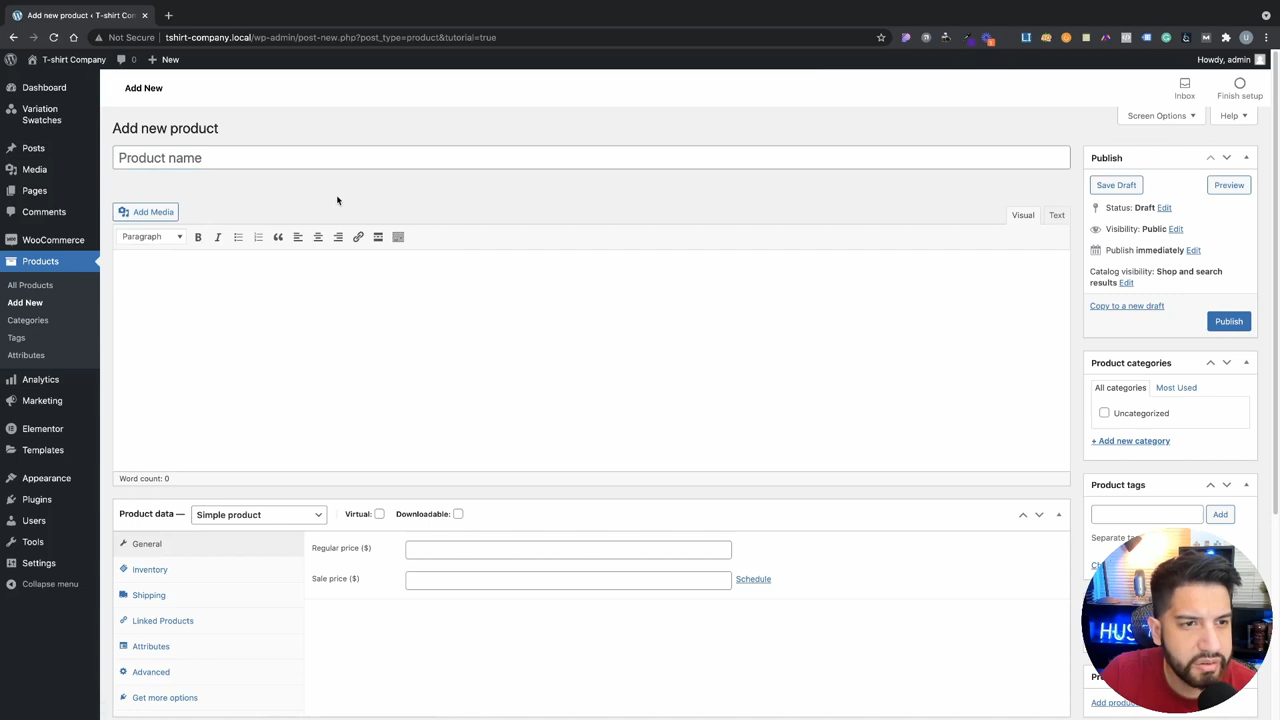 Add new product ‹ T-shirt Com
Not Secure
tshirt-company.local/wp-admin/post-new.php?post_type=product&tutorial=true
T-shirt Company
0
New
Howdy, admin
Dashboard
Variation
Swatches
Posts
Media
Pages
Comments
WooCommerce
Products
All Products
Add New
Categories
Tags
Attributes
Analytics
Marketing
Elementor
Templates
Appearance
Plugins
Users
Tools
Settings
Collapse menu
Add New
Inbox
Finish setup
Screen Options
Help
Add new product
Product name
Add Media
Visual
Text
Paragraph
Word count: 0
Product data —
Simple product
Virtual:
Downloadable:
General
Inventory
Shipping
Linked Products
Attributes
Advanced
Get more options
Regular price ($)
Sale price ($)
Schedule
Publish
Save Draft
Preview
Status: Draft Edit
Visibility: Public Edit
Publish immediately Edit
Catalog visibility: Shop and search
results Edit
Copy to a new draft
Publish
Product categories
All categories
Most Used
Uncategorized
+ Add new category
Product tags
Add
Separate
HUS